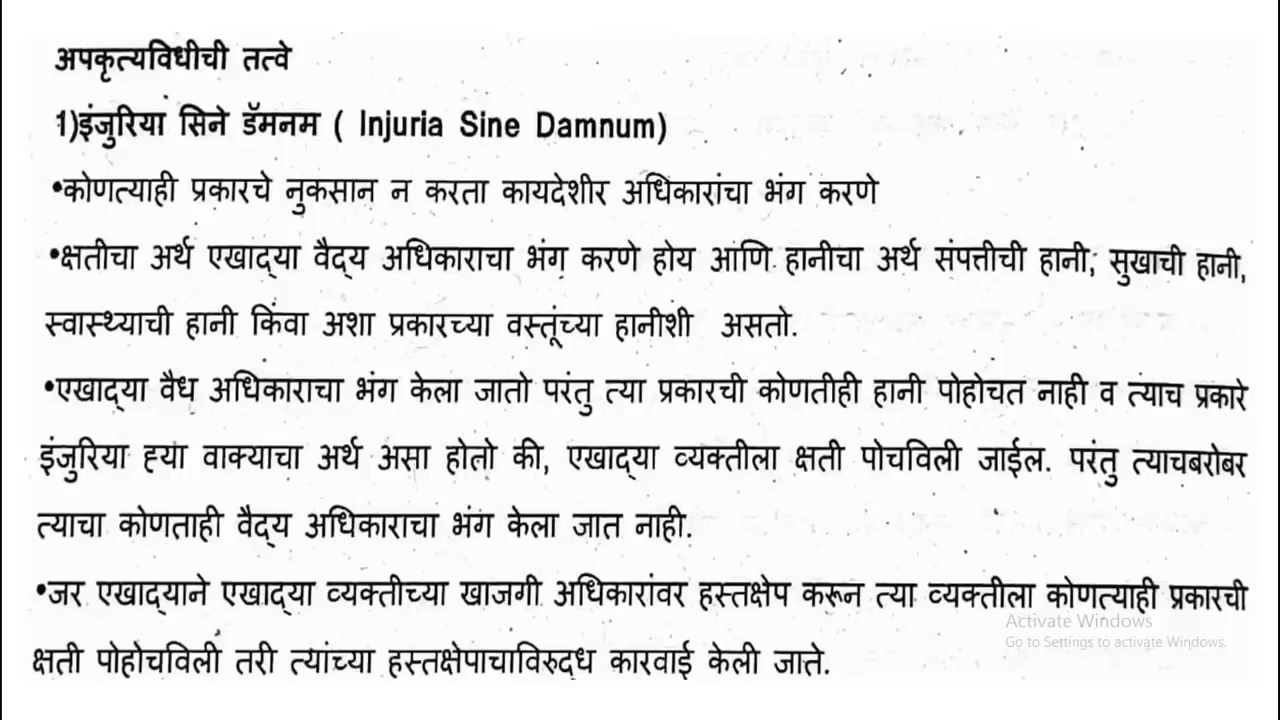 अपकृत्यविधीची तत्वे
1)इंजुरिया सिने डॅमनम ( Injuria Sine Damnum)
•कोणत्याही प्रकारचे नुकसान न करता कायदेशीर अधिकारांचा भंग करणे
•क्षतीचा अर्थ एखाद्‌या वैद्‌य अधिकाराचा भंग करणे होय आणि हानीचा अर्थ संपत्तीची हानी, सुखाची हानी,
स्वास्थ्याची हानी किंवा अशा प्रकारच्या वस्तूंच्या हानीशी असतो.
•एखाद्‌या वैध अधिकाराचा भंग केला जातो परंतु त्या प्रकारची कोणतीही हानी पोहोचत नाही व त्याच प्रकारे
इंजुरिया ह्या वाक्याचा अर्थ असा होतो की, एखाद्‌या व्यक्तीला क्षती पोचविली जाईल. परंतु त्याचबरोबर
त्याचा कोणताही वैद्‌य अधिकाराचा भंग केला जात नाही.
•जर एखाद्‌याने एखाद्‌या व्यक्तीच्या खाजगी अधिकारांवर हस्तक्षेप करून त्या व्यक्तीला कोणत्याही प्रकारची
क्षती पोहोचविली तरी त्यांच्या हस्तक्षेपाचाविरुद्‌ध कारवाई केली जाते.
Activate Windows
Go to Settings to activate Windows.